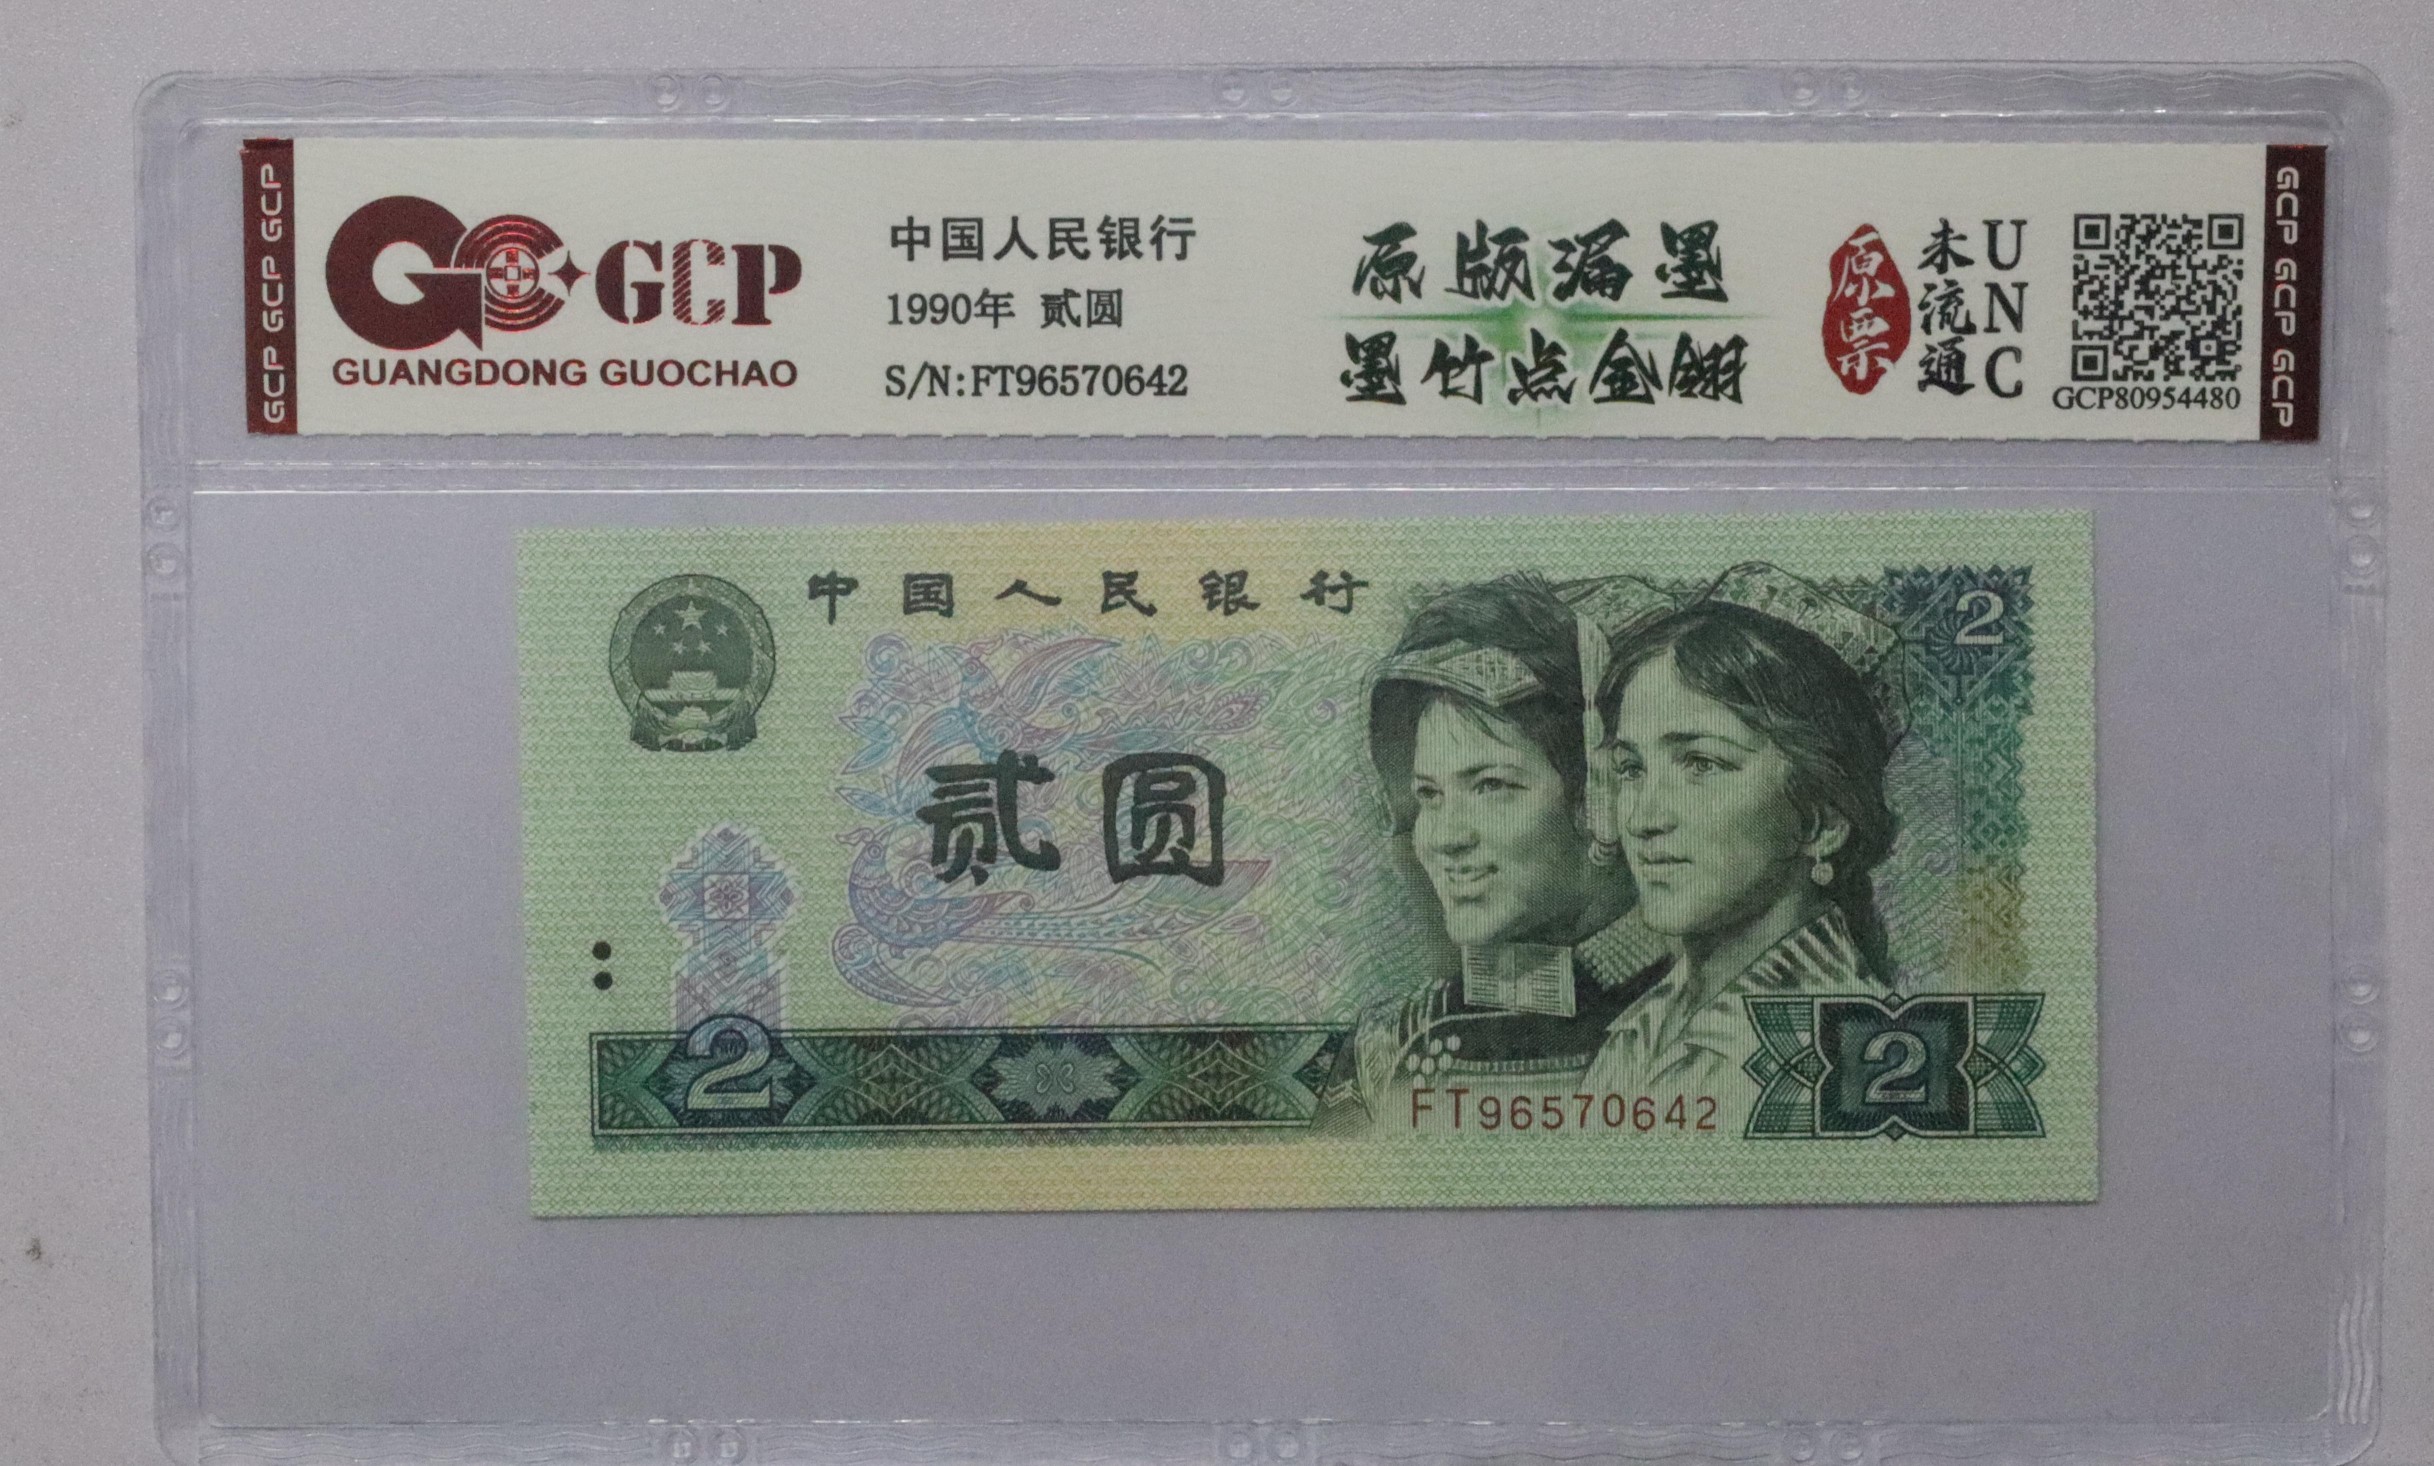 GCP GCP GCP
GCP
GUANGDONG GUOCHAO
中国人民银行
1990年 贰圆
S/N:FT96570642
原版漏墨
墨竹点金翎
原票
未流通
UNC
GCP80954480
GCP GCP GCP
中国人民银行
2
贰圆
2
FT96570642
2